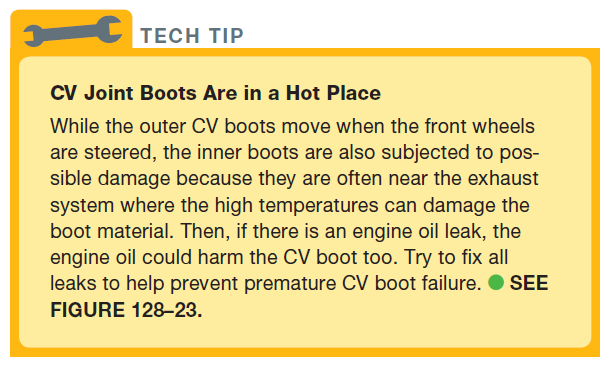 TECH TIP
CV Joint Boots Are in a Hot Place
While the outer CV boots move when the front wheels
are steered, the inner boots are also subjected to pos-
sible damage because they are often near the exhaust
system where the high temperatures can damage the
boot material. Then, if there is an engine oil leak, the
engine oil could harm the CV boot too. Try to fix all
leaks to help prevent premature CV boot failure. ● SEE
FIGURE 128–23.